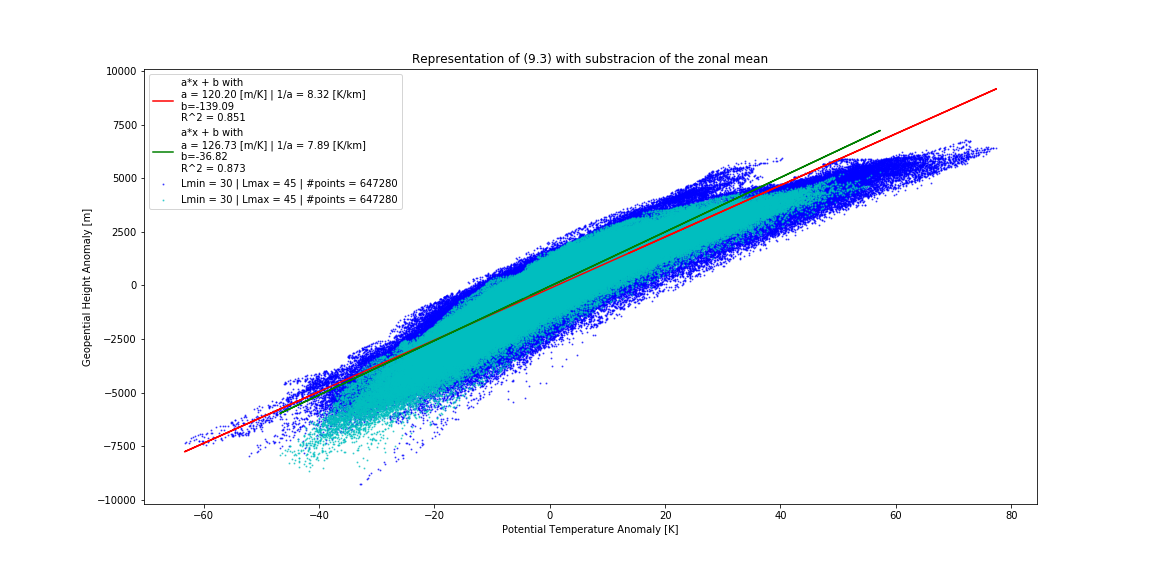 Representation of (9.3) with substracion of the zonal mean
a*x + b with
a = 120.20 [m/K] | 1/a = 8.32 [K/km]
b=-139.09
R^2 = 0.851
a*x + b with
a = 126.73 [m/K] | 1/a = 7.89 [K/km]
b=-36.82
R^2 = 0.873
Lmin = 30 | Lmax = 45 | #points = 647280
Lmin = 30 | Lmax = 45 | #points = 647280
Geopential Height Anomaly [m]
10000
7500
5000
2500
0
−2500
−5000
−7500
−10000
−60
−40
−20
0
20
40
60
80
Potential Temperature Anomaly [K]